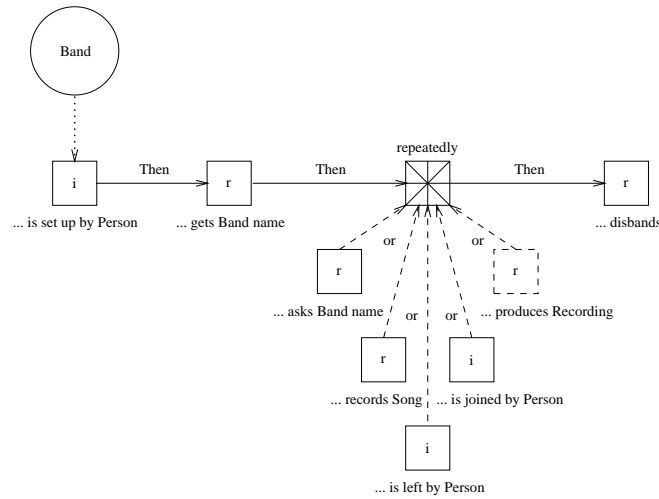 Band
repeatedly
Then Then Then
i r r
... is set up by Person ... gets Band name ... disbands
or or
r r
... asks Band name ... produces Recording
or or
r i
... records Song ... is joined by Person
i
... is left by Person